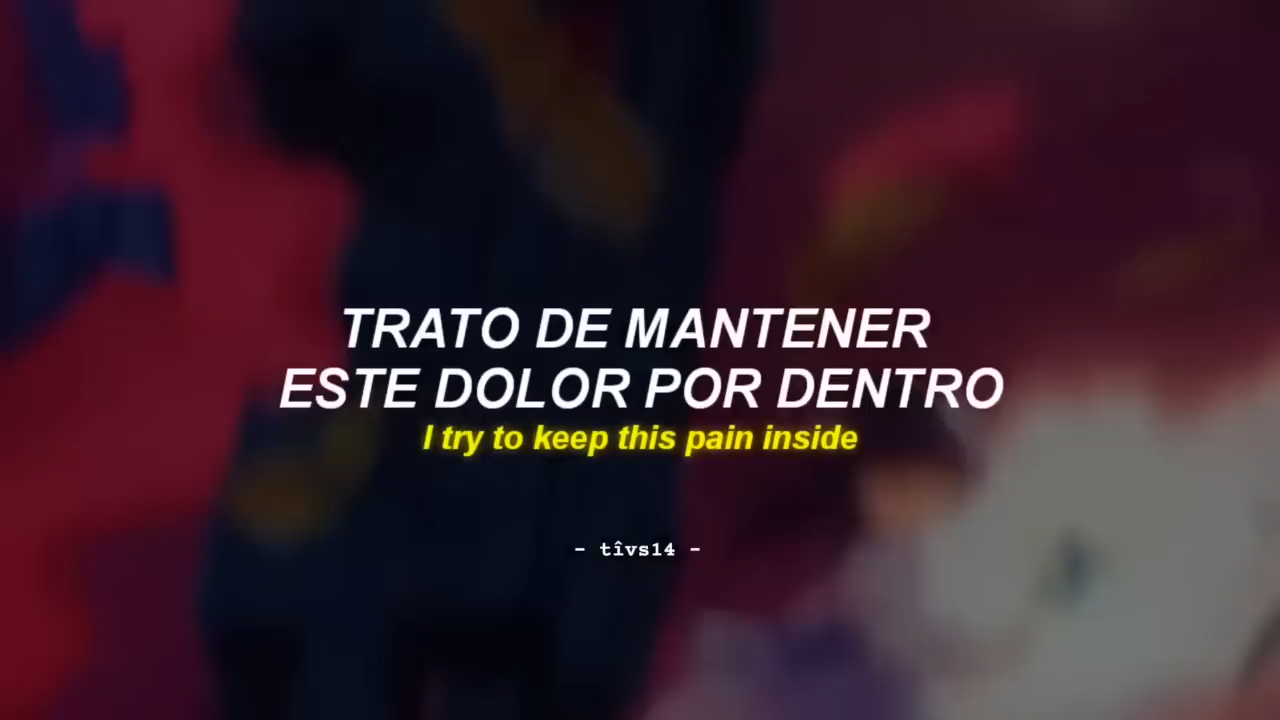 TRATO DE MANTENER
ESTE DOLOR POR DENTRO
I try to keep this pain inside
- tîvs14 -